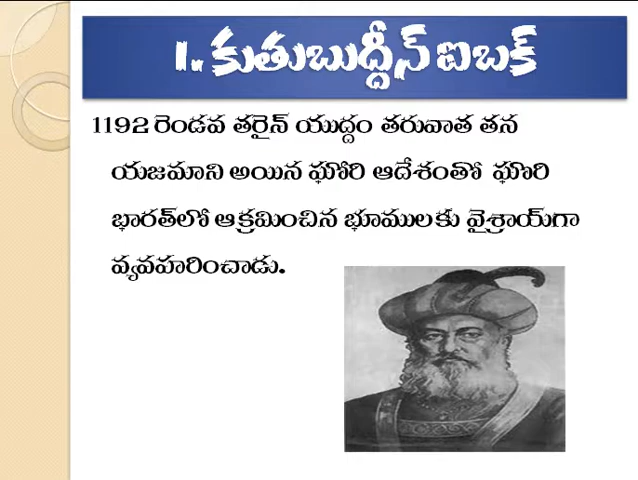 1. కుతుబుద్దీన్ ఐబక్
1192 రెండవ తరైన్ యుద్దం తరువాత తన
యజమాని అయిన ఘోరి ఆదేశంతో ఘొరి
భారత్‌లో ఆక్రమించిన భూములకు వైశ్రాయ్‌గా
వ్యవహరించాడు.